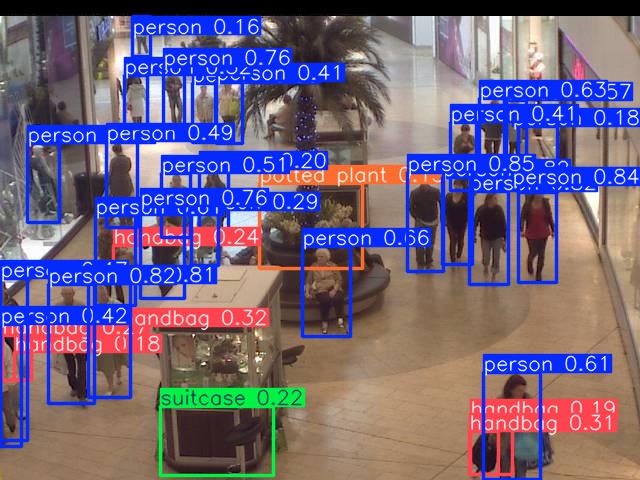 person 0.16
person 0.76
person 0.41
person 0.63
57
person 0.41
0.18
person 0.49
person
person 0.51
0.20
potted plant
person 0.85
person 0.84
person 0.76
0.29
handbag 0.24
person 0.66
person 0.82
0.81
person 0.42
handbag 0.32
handbag 0.18
person 0.61
suitcase 0.22
handbag 0.19
handbag 0.31